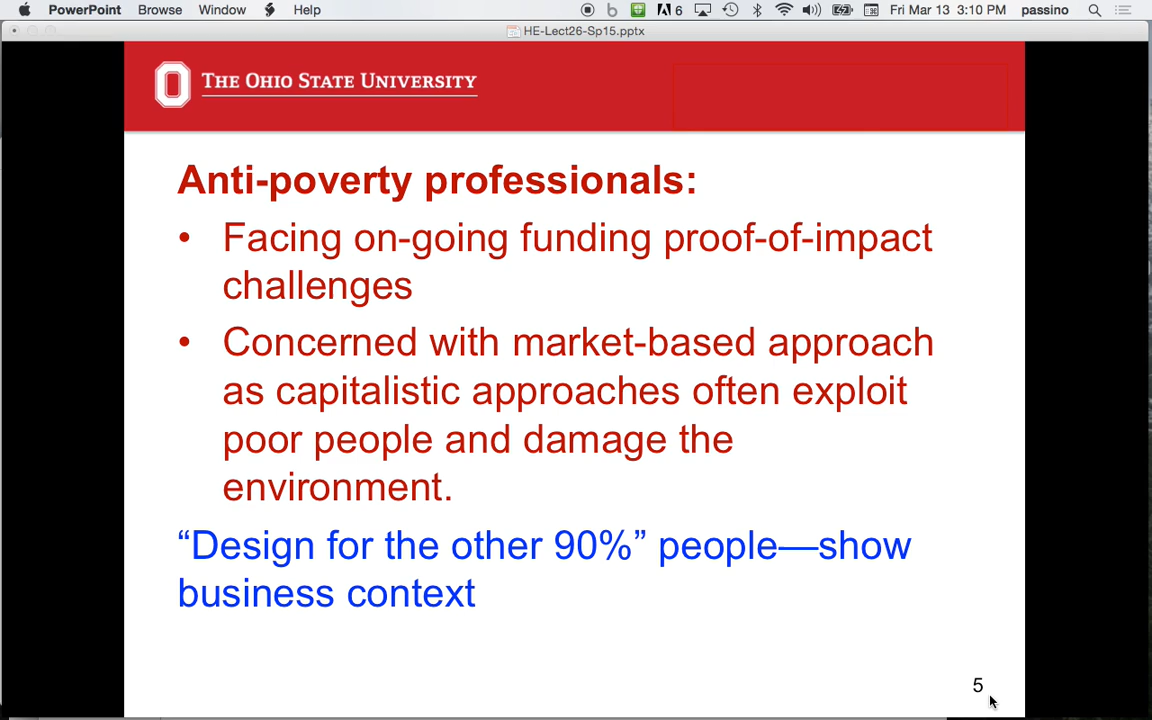 PowerPoint Browse Window Help 6 Fri Mar 13 3:10 PM passino
HE-Lect26-Sp15.pptx
THE OHIO STATE UNIVERSITY
Anti-poverty professionals:
• Facing on-going funding proof-of-impact
challenges
• Concerned with market-based approach
as capitalistic approaches often exploit
poor people and damage the
environment.
“Design for the other 90%” people—show
business context
5